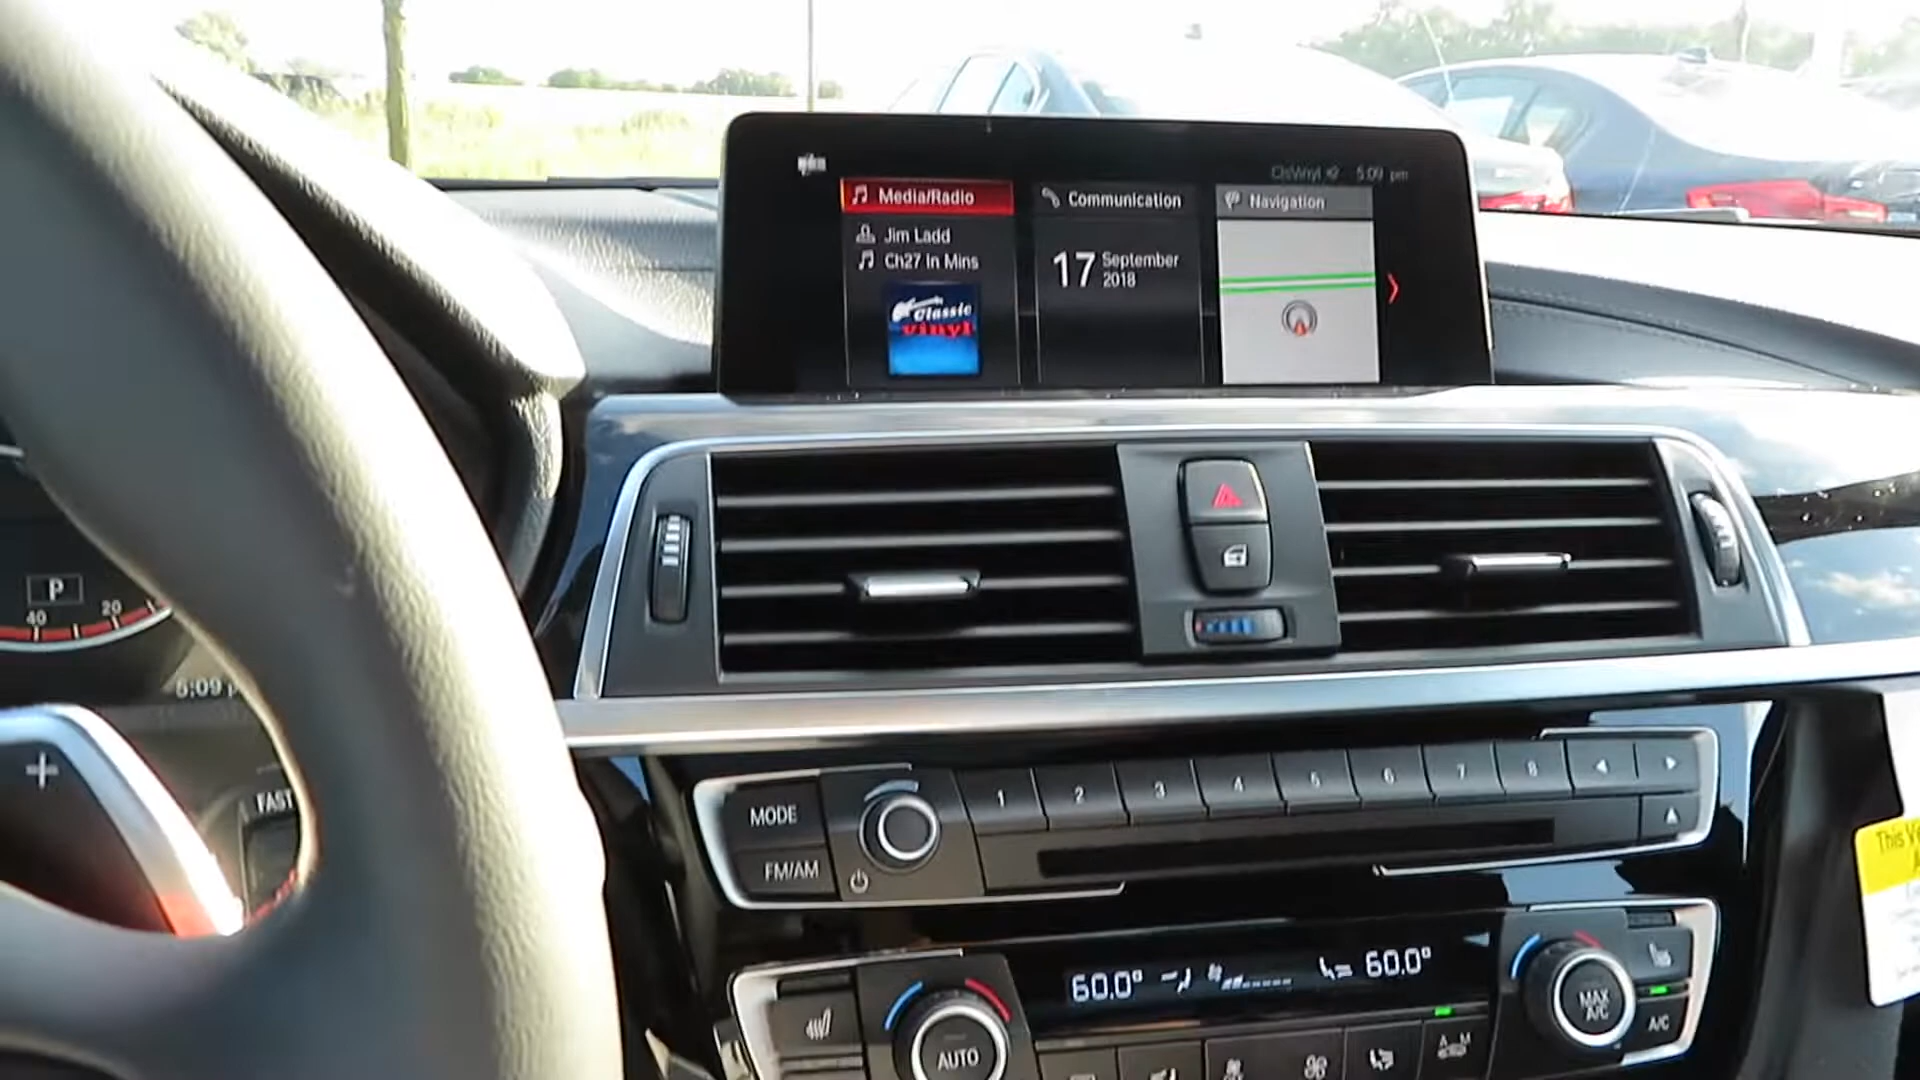 ClsVnyl 5:09 pm
Media/Radio
Jim Ladd
Ch27 In Mins
Classic
vinyl
Communication
17 September
2018
Navigation
P
40 20
5:09
+
FAST
MODE
FM/AM
1 2 3 4 5 6 7 8
60.0° 60.0°
AUTO
MAX
A/C
A/C
A M
This